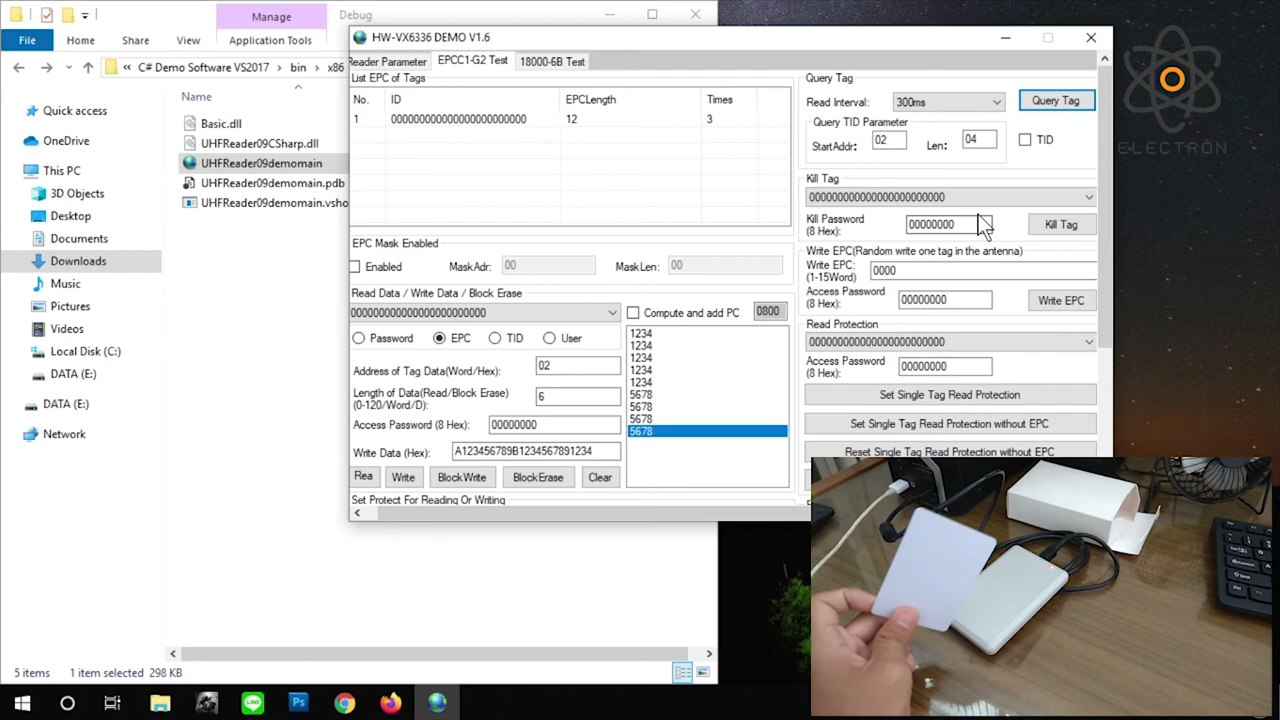 Manage
Debug
File
Home
Share
View
Application Tools
C# Demo Software VS2017
bin
x86
Quick access
OneDrive
This PC
3D Objects
Desktop
Documents
Downloads
Music
Pictures
Videos
Local Disk (C:)
DATA (E:)
DATA (E:)
Network
Name
Basic.dll
UHFReader09CSharp.dll
UHFReader09demomain
UHFReader09demomain.pdb
UHFReader09demomain.vsho
5 items
1 item selected 298 KB
HW-VX6336 DEMO V1.6
Reader Parameter
EPCC1-G2 Test
18000-6B Test
List EPC of Tags
No. ID EPCLength Times
1 000000000000000000000000 12 3
EPC Mask Enabled
Enabled MaskAdr: 00 MaskLen: 00
Read Data / Write Data / Block Erase
000000000000000000000000
Compute and add PC 0800
Password EPC TID User
Address of Tag Data(Word/Hex): 02
Length of Data(Read/Block Erase)
(0-120/Word/D): 6
Access Password (8 Hex): 00000000
Write Data (Hex): A123456789B1234567891234
Rea Write BlockWrite BlockErase Clear
1234
1234
1234
1234
1234
5678
5678
5678
5678
Set Protect For Reading Or Writing
Query Tag
Read Interval: 300ms Query Tag
Query TID Parameter
StartAddr: 02 Len: 04 TID
Kill Tag
000000000000000000000000
Kill Password
(8 Hex): 00000000 Kill Tag
Write EPC(Random write one tag in the antenna)
Write EPC: 0000
(1-15Word)
Access Password
(8 Hex): 00000000 Write EPC
Read Protection
000000000000000000000000
Access Password
(8 Hex): 00000000
Set Single Tag Read Protection
Set Single Tag Read Protection without EPC
Reset Single Tag Read Protection without EPC
ELECTRÒN
LINE
Ps